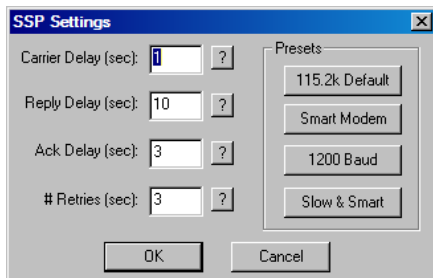 SSP Settings
Carrier Delay (sec): 1 ?
Reply Delay (sec): 10 ?
Ack Delay (sec): 3 ?
# Retries (sec): 3 ?
Presets
115.2k Default
Smart Modem
1200 Baud
Slow & Smart
OK Cancel